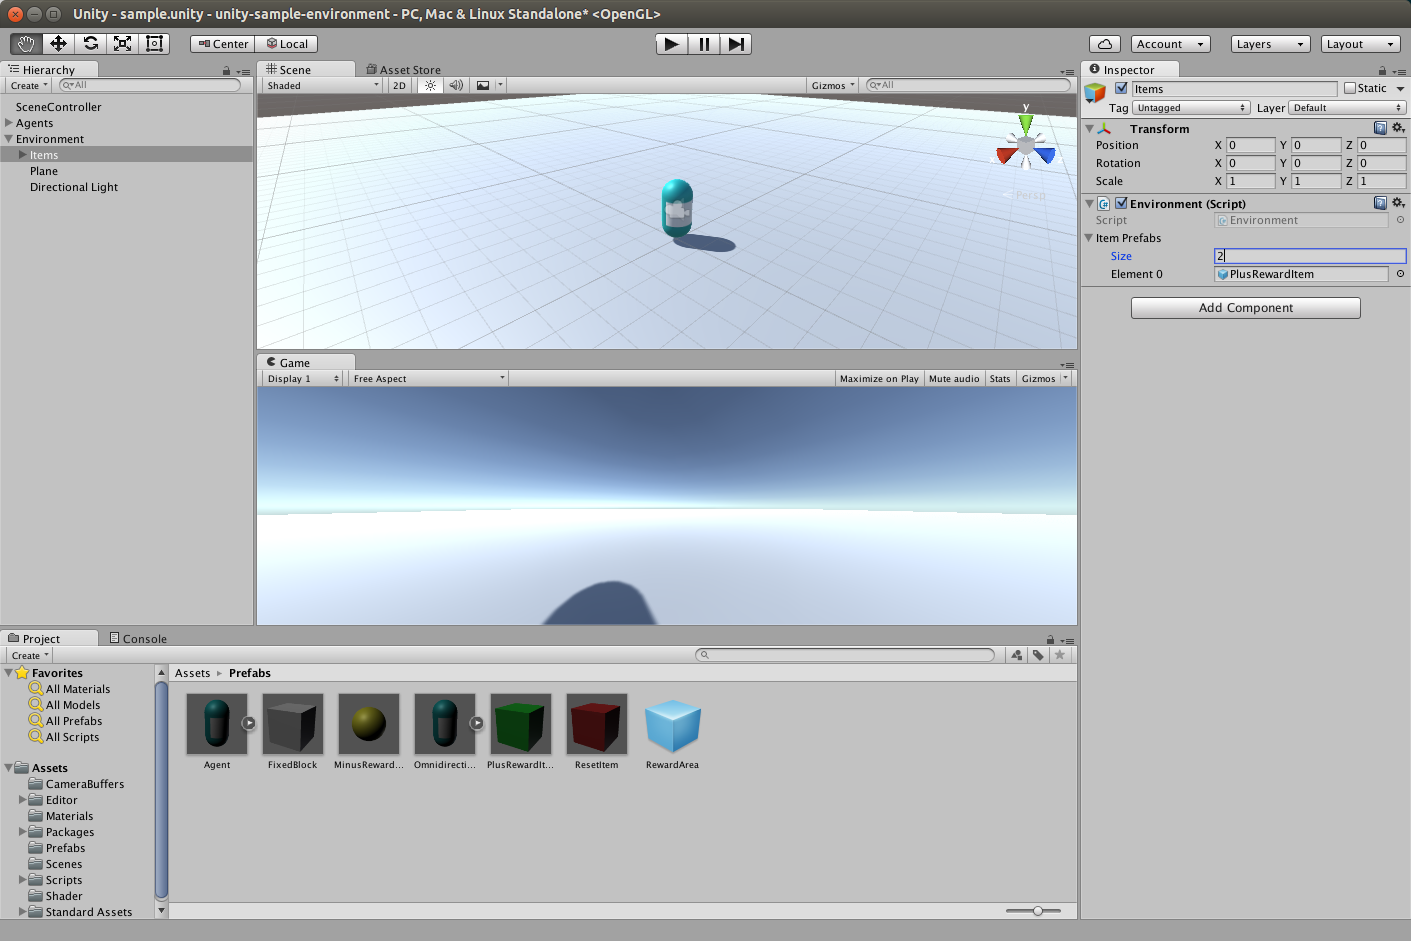 Unity - sample.unity - unity-sample-environment - PC, Mac & Linux Standalone* <OpenGL>
Center Local
Account Layers Layout
Hierarchy
Create All
SceneController
Agents
Environment
Items
Plane
Directional Light
Scene Asset Store
Shaded 2D Gizmos All
y
Persp
Game
Display 1 Free Aspect Maximize on Play Mute audio Stats Gizmos
Inspector
Items Static
Tag Untagged Layer Default
Transform
Position X 0 Y 0 Z 0
Rotation X 0 Y 0 Z 0
Scale X 1 Y 1 Z 1
Environment (Script)
Script Environment
Item Prefabs
Size 2
Element 0 PlusRewardItem
Add Component
Project Console
Create
Favorites
All Materials
All Models
All Prefabs
All Scripts
Assets
CameraBuffers
Editor
Materials
Packages
Prefabs
Scenes
Scripts
Shader
Standard Assets
Assets Prefabs
Agent FixedBlock MinusReward... Omnidirecti... PlusRewardIt... ResetItem RewardArea